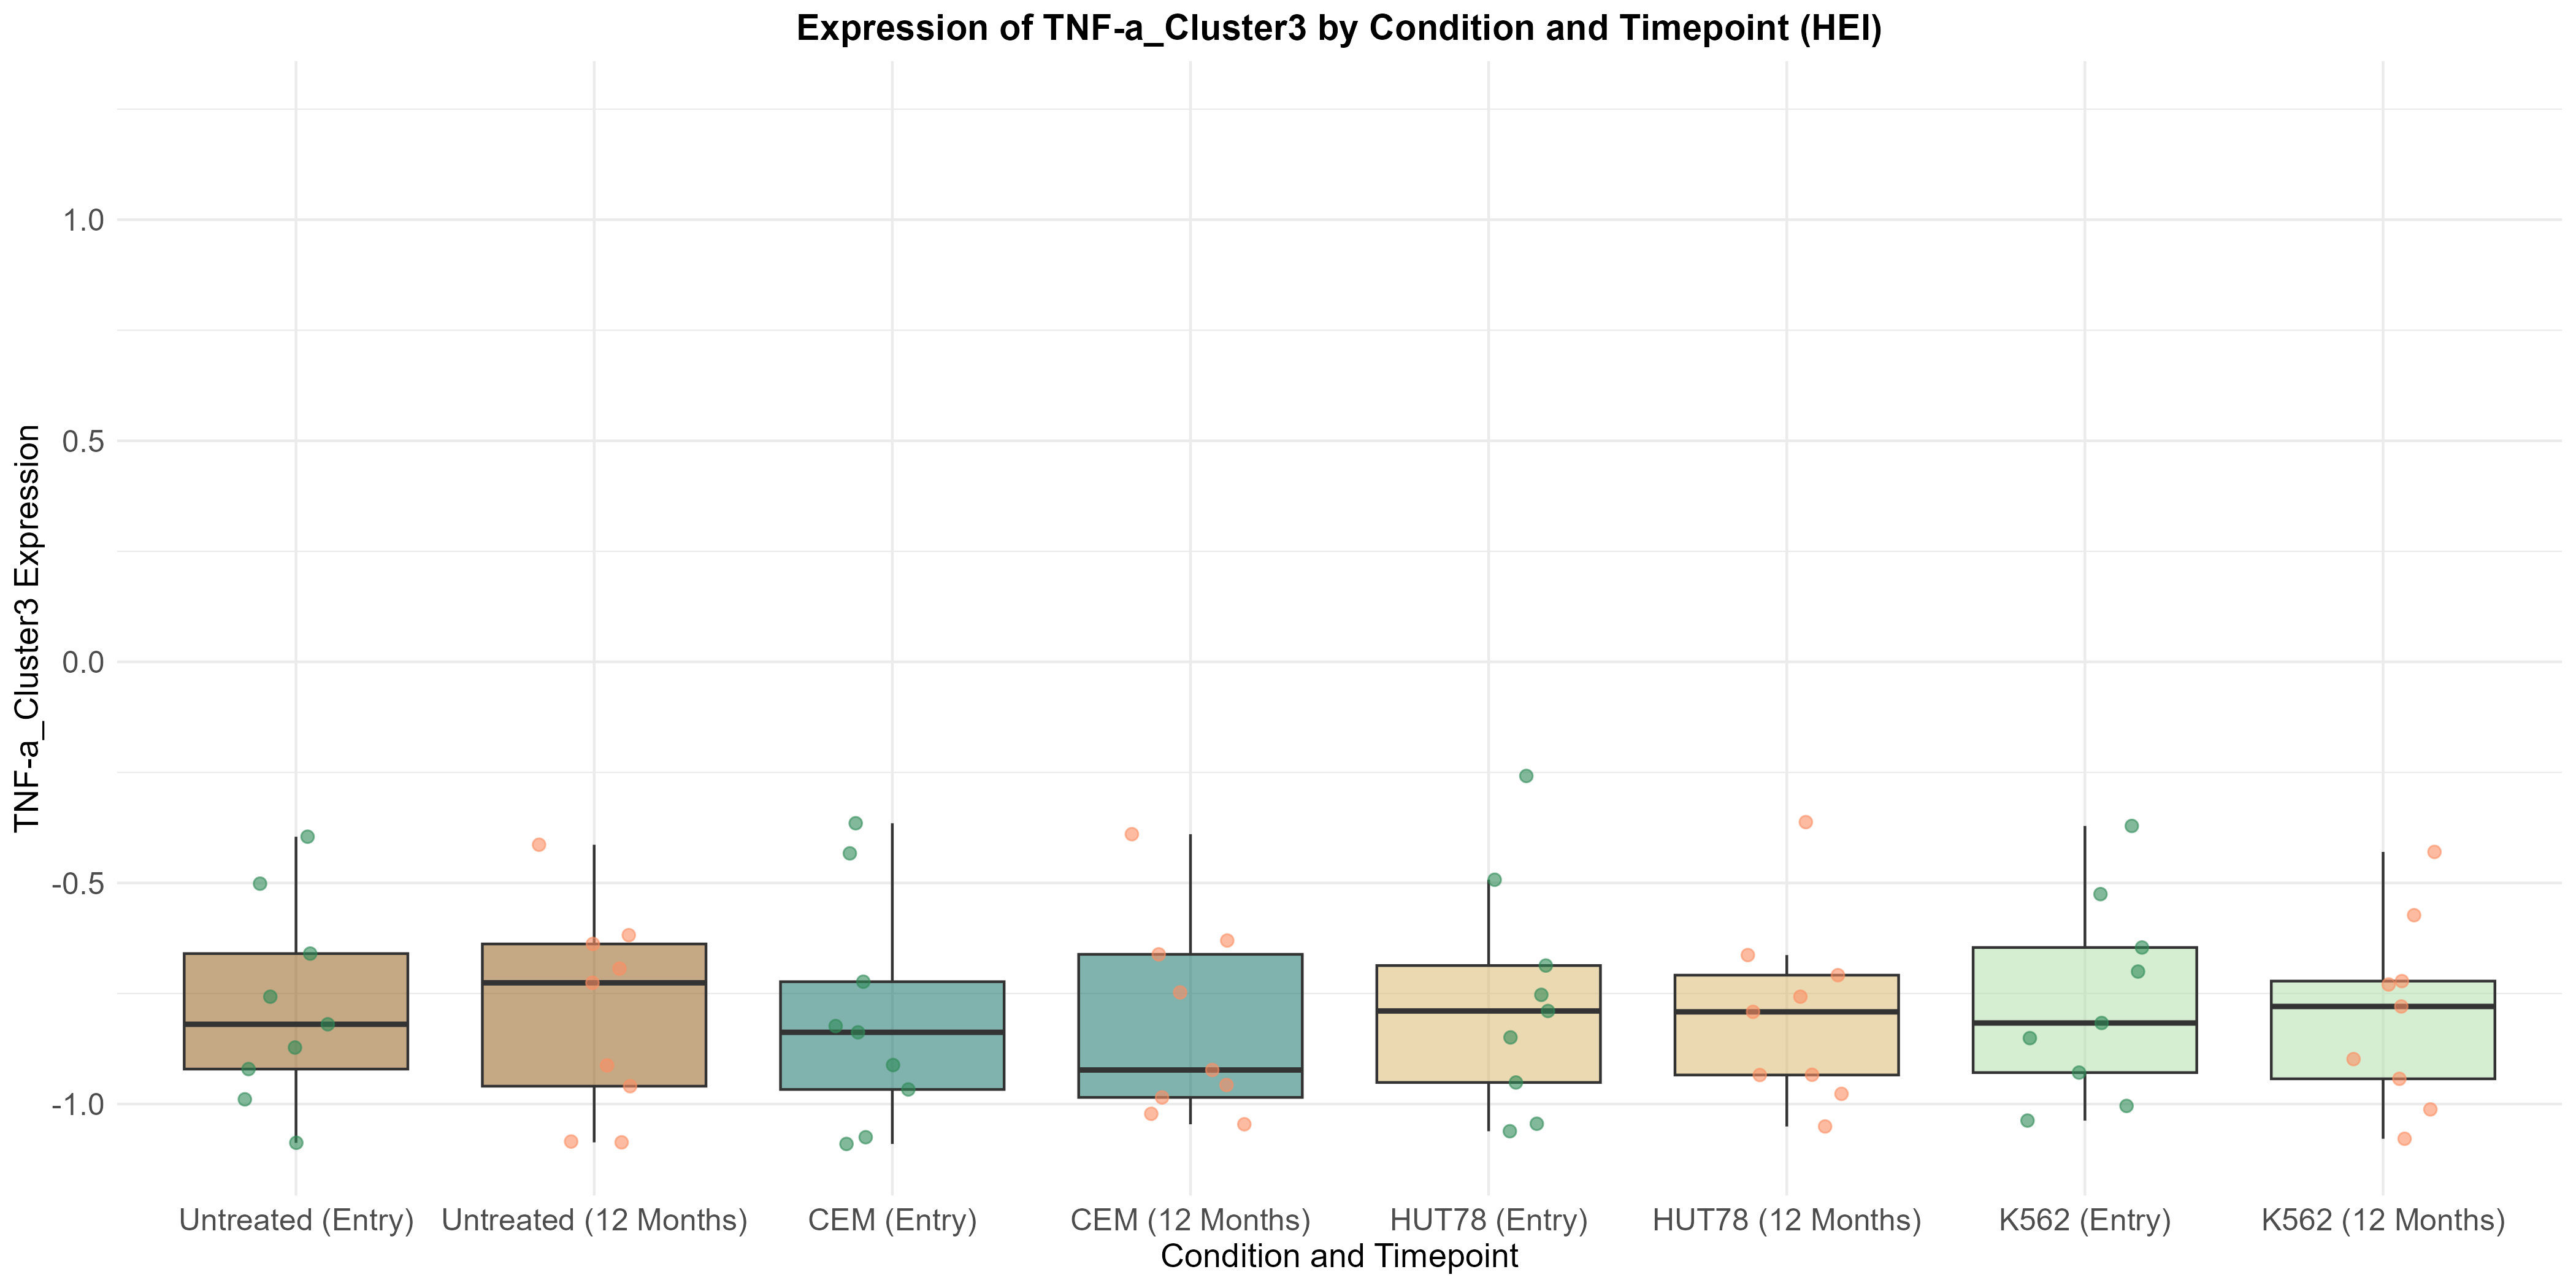 Expression of TNF-a_Cluster3 by Condition and Timepoint (HEI)
TNF-a_Cluster3 Expression
1.0
0.5
0.0
-0.5
-1.0
Untreated (Entry) Untreated (12 Months) CEM (Entry) CEM (12 Months) HUT78 (Entry) HUT78 (12 Months) K562 (Entry) K562 (12 Months)
Condition and Timepoint